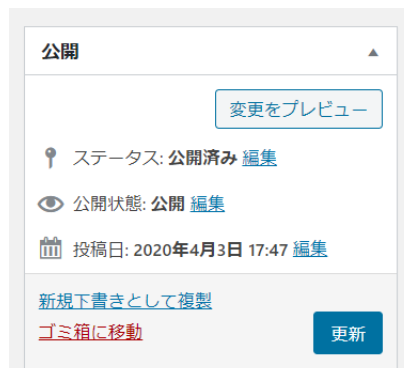 公開
変更をプレビュー
ステータス: 公開済み 編集
公開状態: 公開 編集
投稿日: 2020年4月3日 17:47 編集
新規下書きとして複製
ゴミ箱に移動
更新